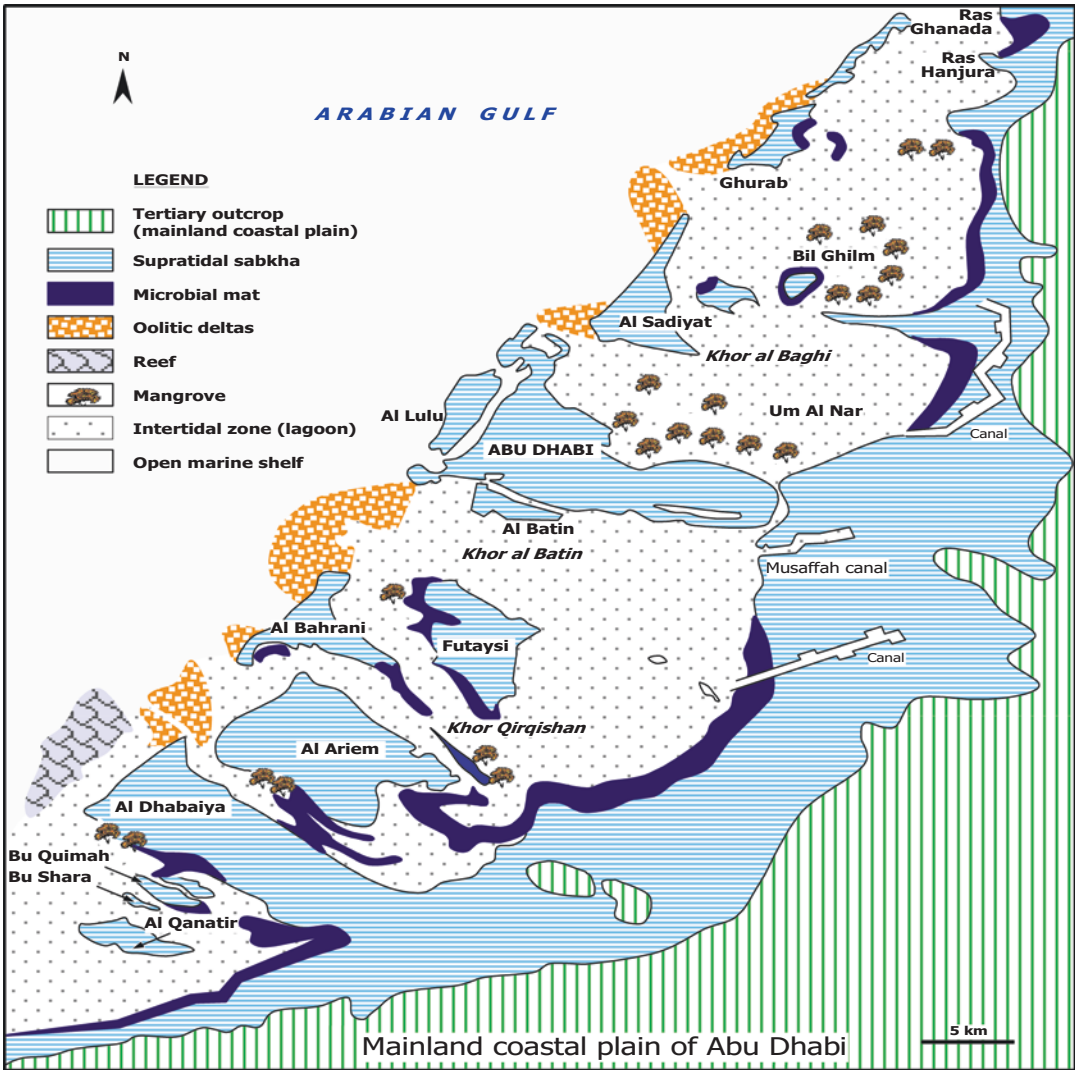 Ras
Ghanada
Ras
Hanjura
N
ARABIAN GULF
LEGEND
Tertiary outcrop
(mainland coastal plain)
Supratidal sabkha
Microbial mat
Oolitic deltas
Reef
Mangrove
Intertidal zone (lagoon)
Open marine shelf
Ghurab
Bil Ghilm
Al Sadiyat
Khor al Baghi
Al Lulu
Um Al Nar
Canal
ABU DHABI
Al Batin
Khor al Batin
Musaffah canal
Al Bahrani
Futaysi
Canal
Khor Qirqishan
Al Ariem
Al Dhabaiya
Bu Quimah
Bu Shara
Al Qanatir
5 km
Mainland coastal plain of Abu Dhabi